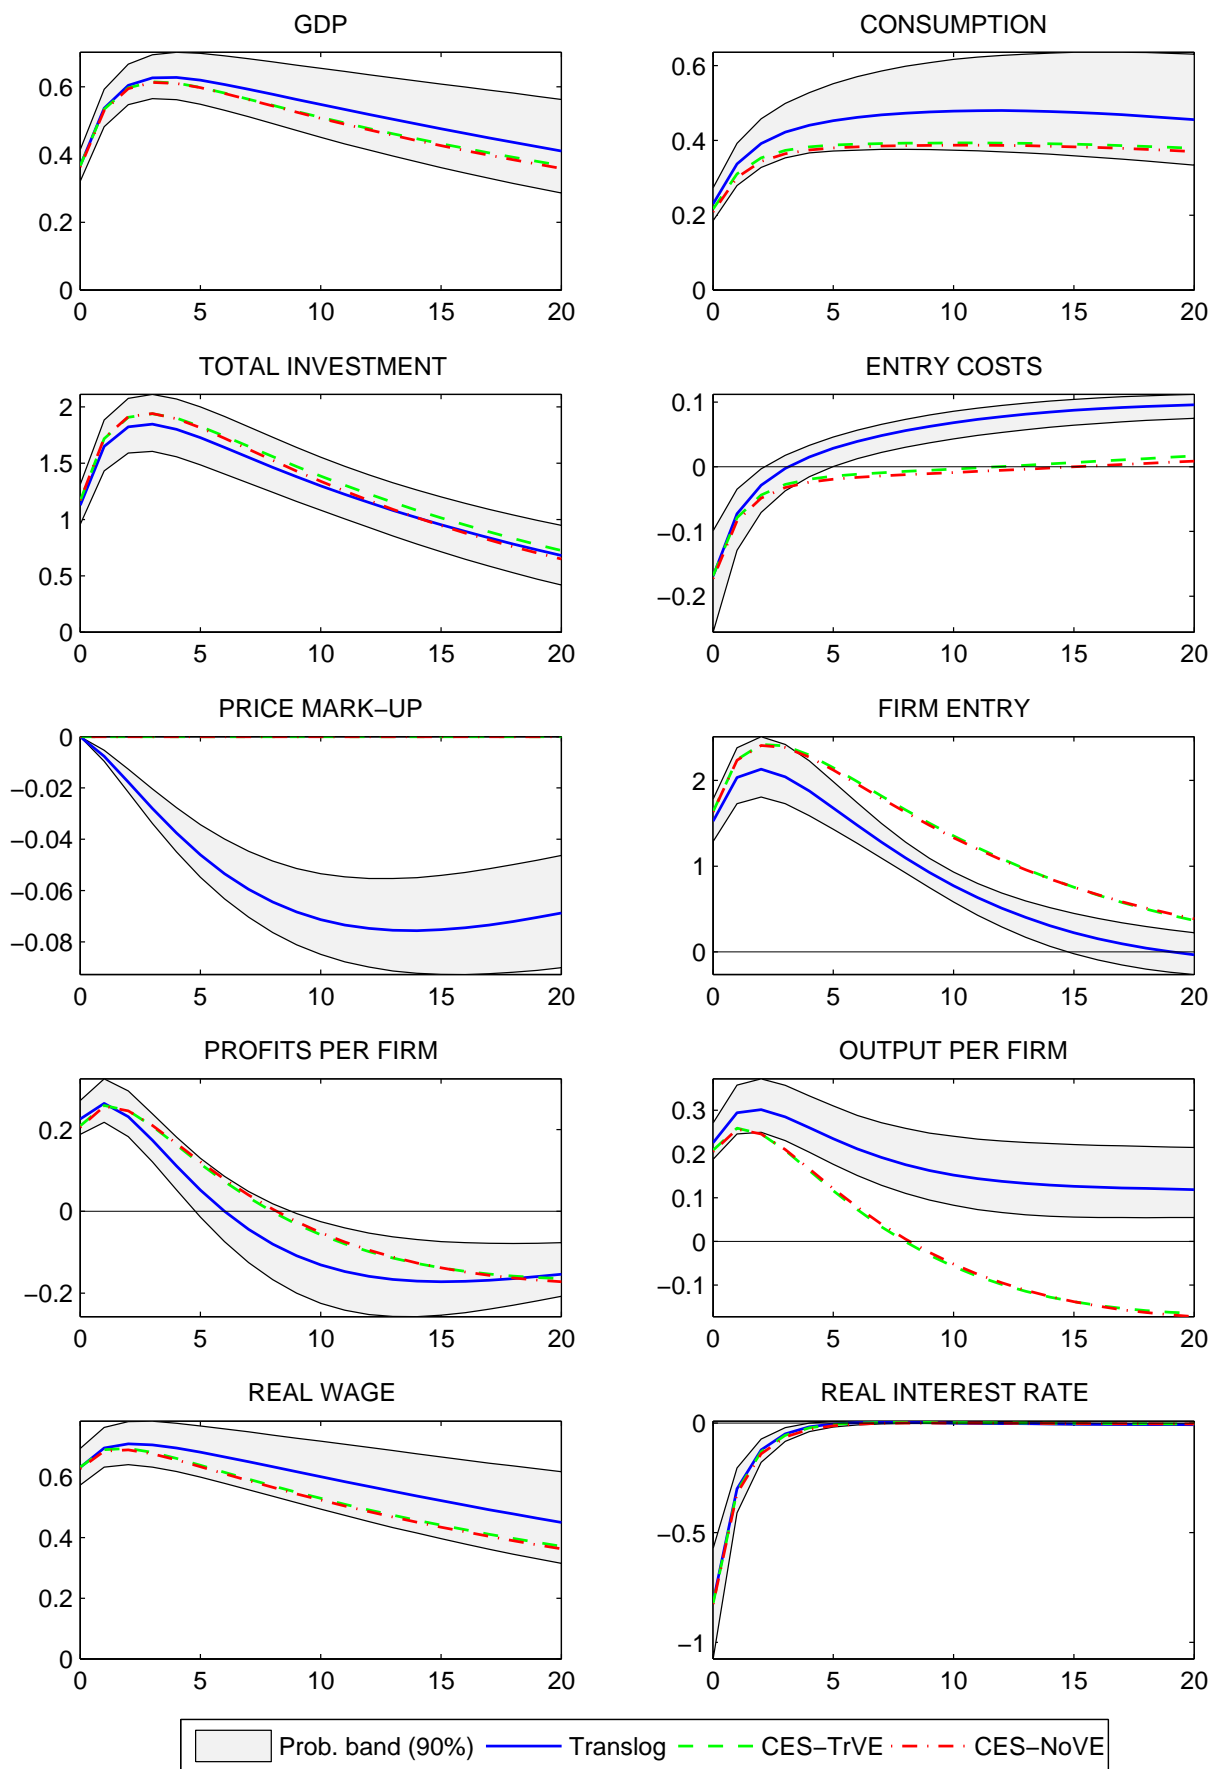 GDP
0.6
0.4
0.2
0
0 5 10 15 20
CONSUMPTION
0.6
0.4
0.2
0
0 5 10 15 20
TOTAL INVESTMENT
2
1.5
1
0.5
0
0 5 10 15 20
ENTRY COSTS
0.1
0
−0.1
−0.2
0 5 10 15 20
PRICE MARK−UP
0
−0.02
−0.04
−0.06
−0.08
0 5 10 15 20
FIRM ENTRY
2
1
0
0 5 10 15 20
PROFITS PER FIRM
0.2
0
−0.2
0 5 10 15 20
OUTPUT PER FIRM
0.3
0.2
0.1
0
−0.1
0 5 10 15 20
REAL WAGE
0.6
0.4
0.2
0
0 5 10 15 20
REAL INTEREST RATE
0
−0.5
−1
0 5 10 15 20
Prob. band (90%) Translog CES−TrVE CES−NoVE